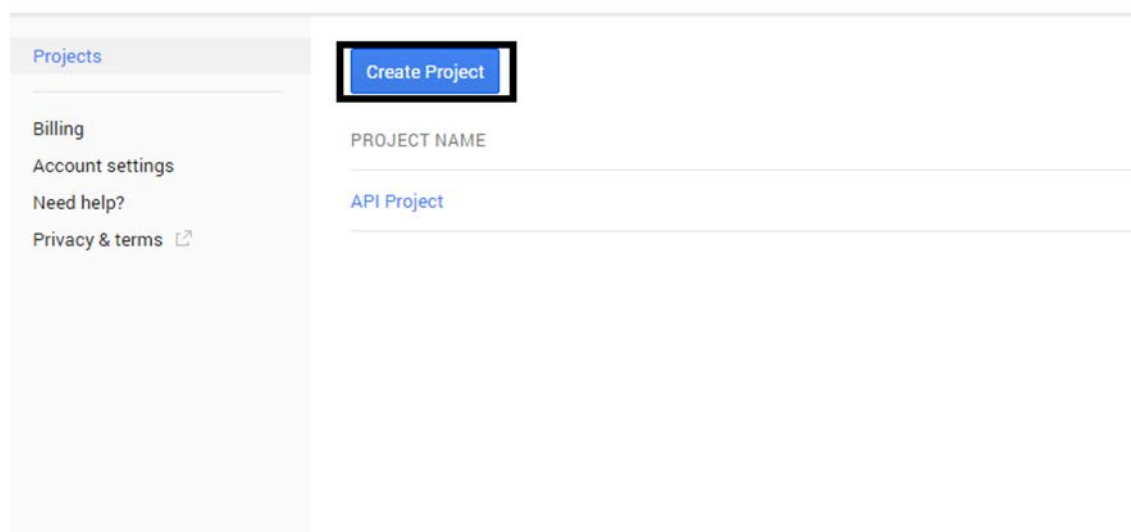 Projects
Billing
Account settings
Need help?
Privacy & terms
Create Project
PROJECT NAME
API Project